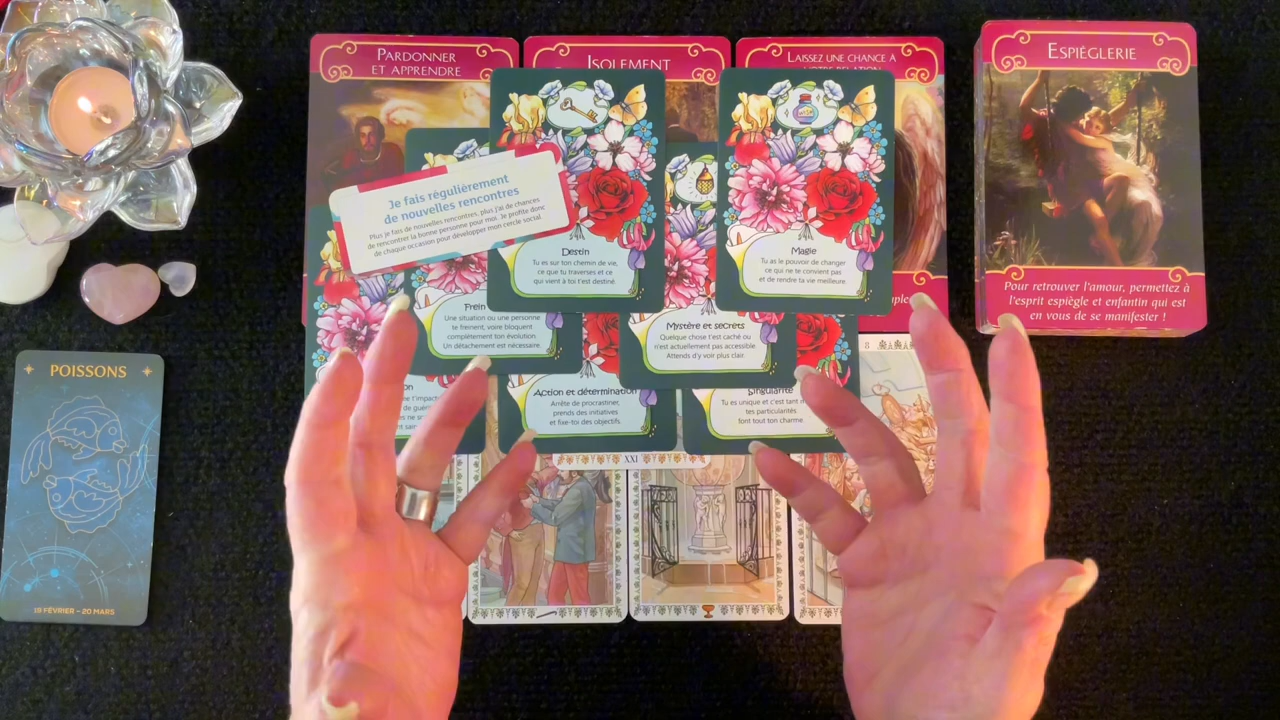 PARDONNER
ET APPRENDRE
ISOLEMENT
LAISSEZ UNE CHANCE À
VOTRE RELATION
ESPIÈGLERIE
Pour retrouver l'amour, permettez à
l'esprit espiègle et enfantin qui est
en vous de se manifester !
Je fais régulièrement
de nouvelles rencontres
Plus je fais de nouvelles rencontres, plus j'ai de chances
de rencontrer la bonne personne pour moi. Je profite donc
de chaque occasion pour développer mon cercle social.
Destin
Tu es sur ton chemin de vie,
ce que tu traverses et ce
qui vient à toi t'est destiné.
Magie
Tu as le pouvoir de changer
ce qui ne te convient pas
et de rendre ta vie meilleure.
Frein
Une situation ou une personne
te freinent, voire bloquent
complètement ton évolution.
Un détachement est nécessaire.
Mystère et secrets
Quelque chose t'est caché ou
n'est actuellement pas accessible.
Attends d'y voir plus clair.
Action et détermination
Arrête de procrastiner,
prends des initiatives
et fixe-toi des objectifs.
Singularité
Tu es unique et c'est tant
tes particularités
font tout ton charme.
8
XXI
POISSONS
19 FÉVRIER – 20 MARS